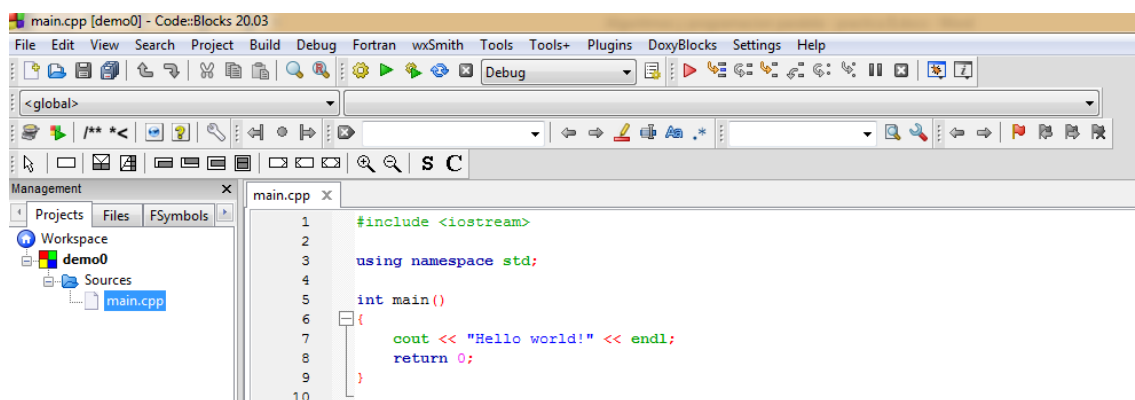 main.cpp [demo0] - Code::Blocks 20.03
File Edit View Search Project Build Debug Fortran wxSmith Tools Tools+ Plugins DoxyBlocks Settings Help
Debug
<global>
/** *<
S C
Management
main.cpp
Projects Files FSymbols
Workspace
demo0
Sources
main.cpp
1 #include <iostream>
2
3 using namespace std;
4
5 int main()
6 {
7 cout << "Hello world!" << endl;
8 return 0;
9 }
10